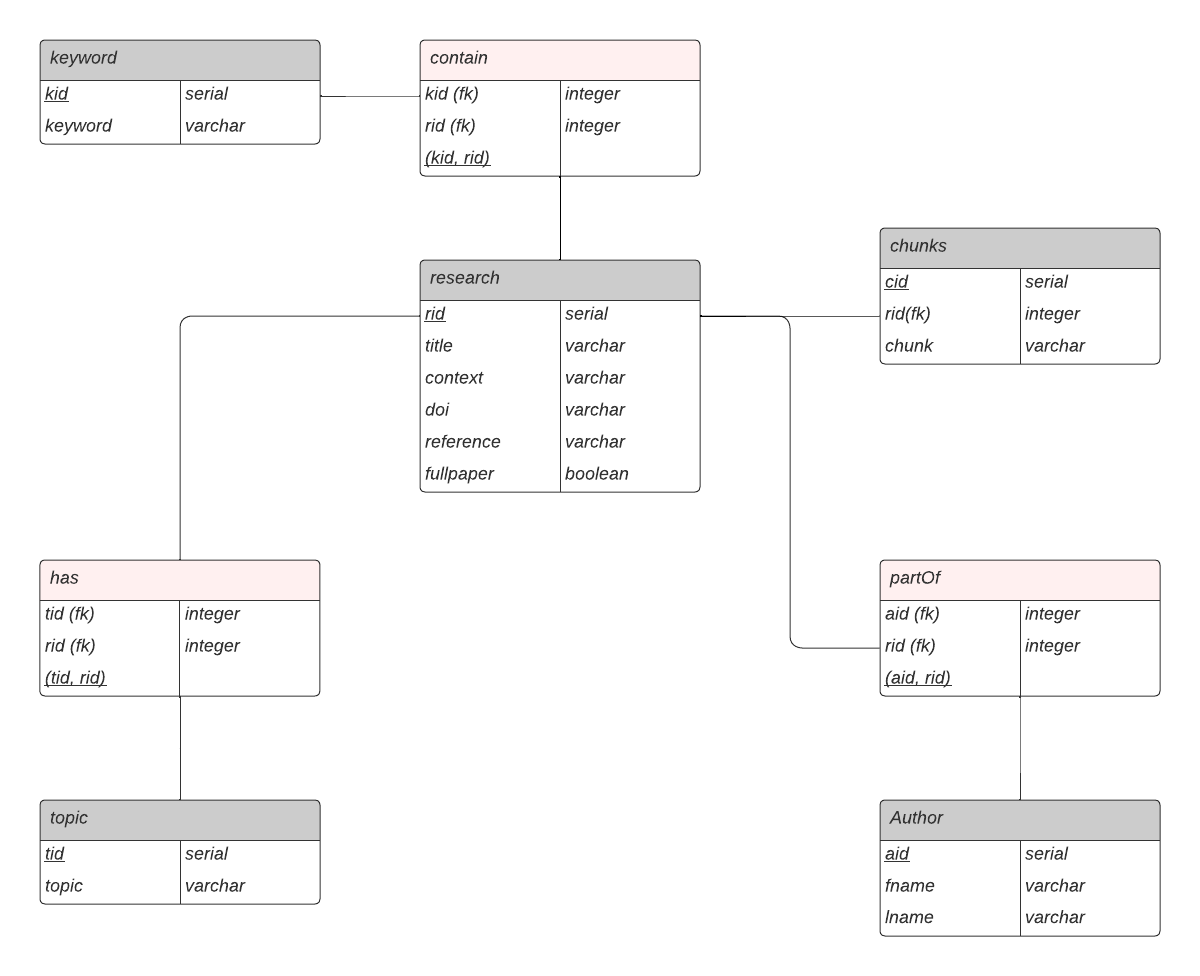 keyword
kid serial
keyword varchar
contain
kid (fk) integer
rid (fk) integer
(kid, rid)
research
rid serial
title varchar
context varchar
doi varchar
reference varchar
fullpaper boolean
chunks
cid serial
rid(fk) integer
chunk varchar
has
tid (fk) integer
rid (fk) integer
(tid, rid)
partOf
aid (fk) integer
rid (fk) integer
(aid, rid)
topic
tid serial
topic varchar
Author
aid serial
fname varchar
lname varchar